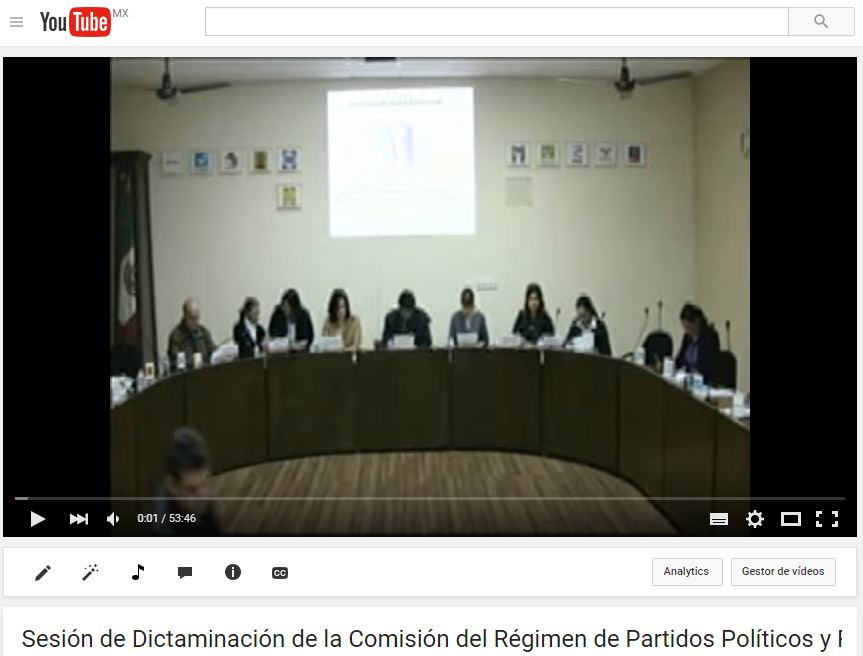 YouTube MX
0:01 / 53:46
CC
Analytics
Gestor de vídeos
Sesión de Dictaminación de la Comisión del Régimen de Partidos Políticos y